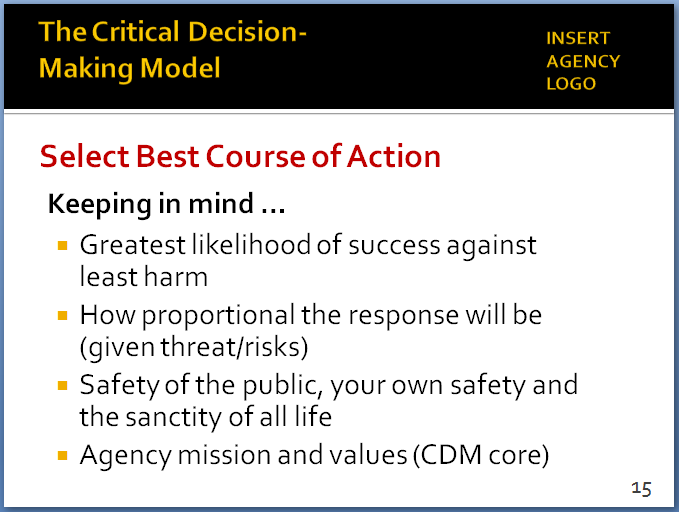 The Critical Decision-
Making Model
INSERT
AGENCY
LOGO
Select Best Course of Action
Keeping in mind ...
Greatest likelihood of success against
least harm
How proportional the response will be
(given threat/risks)
Safety of the public, your own safety and
the sanctity of all life
Agency mission and values (CDM core)
15